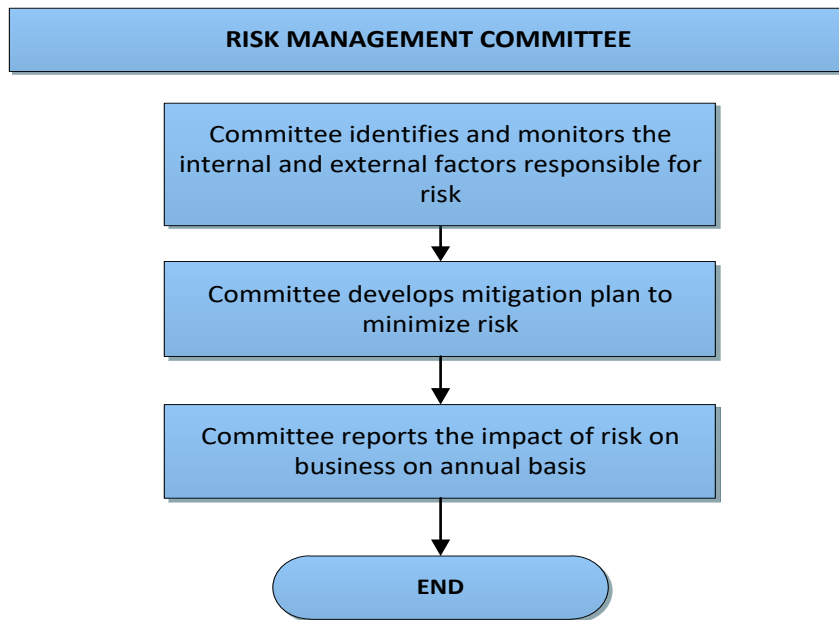 RISK MANAGEMENT COMMITTEE
Committee identifies and monitors the
internal and external factors responsible for
risk
Committee develops mitigation plan to
minimize risk
Committee reports the impact of risk on
business on annual basis
END